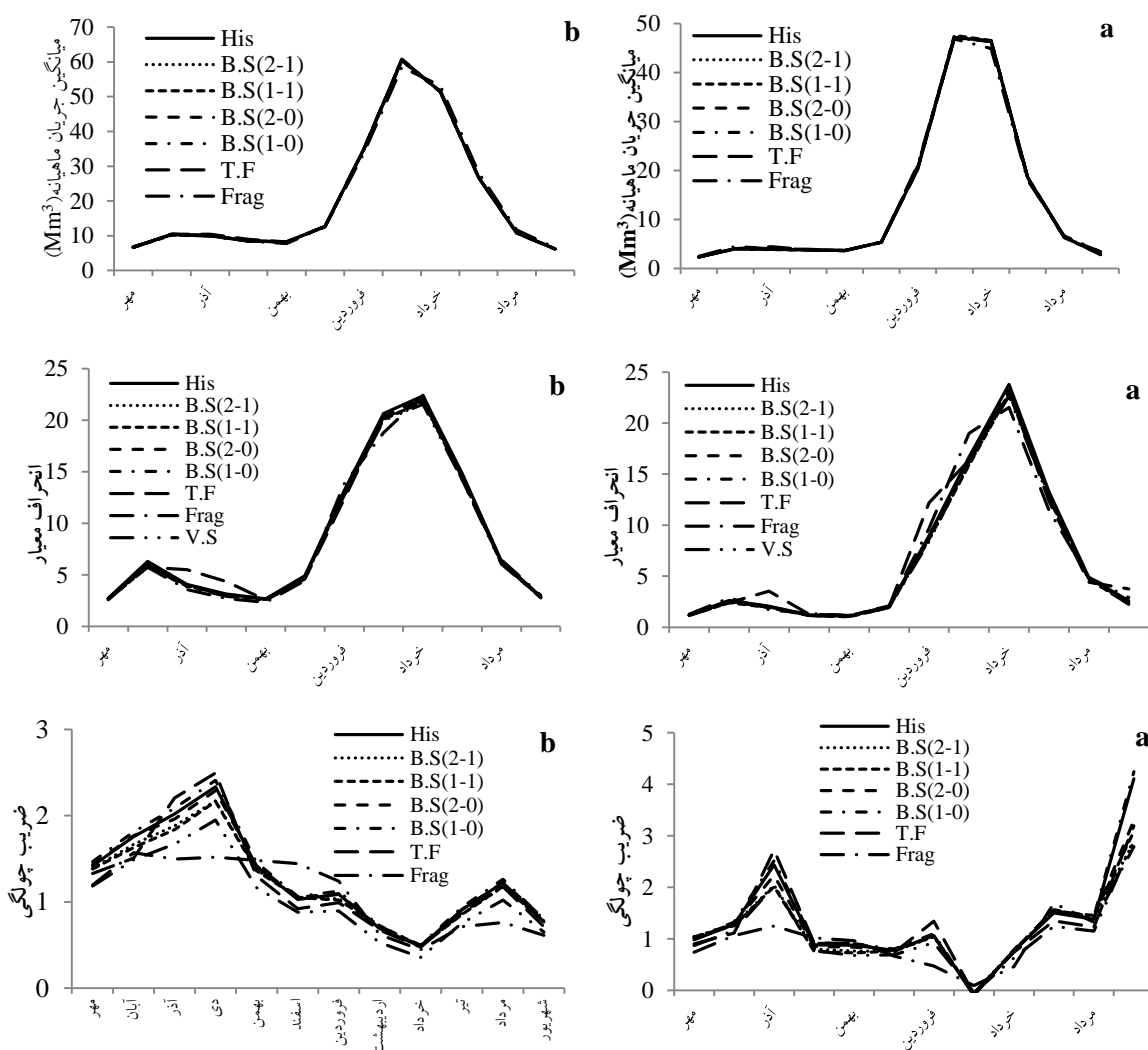 b
میانگین جریان ماهیانه(Mm³)
70
60
50
40
30
20
10
0
His
B.S(2-1)
B.S(1-1)
B.S(2-0)
B.S(1-0)
T.F
Frag
مهر
آذر
بهمن
فروردین
خرداد
مرداد
a
میانگین جریان ماهیانه(Mm³)
50
40
30
20
10
0
His
B.S(2-1)
B.S(1-1)
B.S(2-0)
B.S(1-0)
T.F
Frag
مهر
آذر
بهمن
فروردین
خرداد
مرداد
b
انحراف معیار
25
20
15
10
5
0
His
B.S(2-1)
B.S(1-1)
B.S(2-0)
B.S(1-0)
T.F
Frag
V.S
مهر
آذر
بهمن
فروردین
خرداد
مرداد
a
انحراف معیار
25
20
15
10
5
0
His
B.S(2-1)
B.S(1-1)
B.S(2-0)
B.S(1-0)
T.F
Frag
V.S
مهر
آذر
بهمن
فروردین
خرداد
مرداد
b
ضریب چولگی
3
2
1
0
His
B.S(2-1)
B.S(1-1)
B.S(2-0)
B.S(1-0)
T.F
Frag
مهر
آبان
آذر
دی
بهمن
اسفند
فروردین
اردیبهشت
خرداد
تیر
مرداد
شهریور
a
ضریب چولگی
5
4
3
2
1
0
His
B.S(2-1)
B.S(1-1)
B.S(2-0)
B.S(1-0)
T.F
Frag
مهر
آذر
بهمن
فروردین
خرداد
مرداد